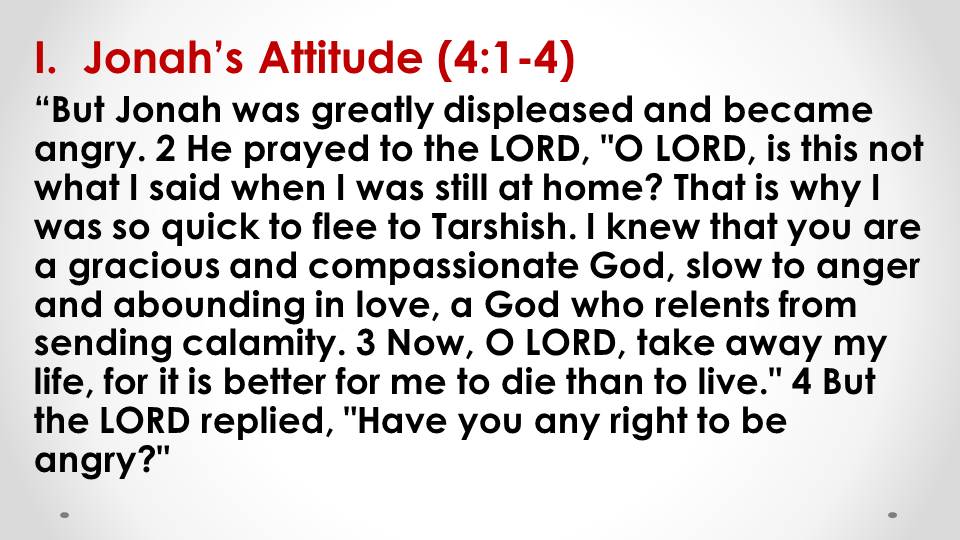 I.  Jonah’s Attitude (4:1-4)
“But Jonah was greatly displeased and became
angry. 2 He prayed to the LORD, "O LORD, is this not
what I said when I was still at home? That is why I
was so quick to flee to Tarshish. I knew that you are
a gracious and compassionate God, slow to anger
and abounding in love, a God who relents from
sending calamity. 3 Now, O LORD, take away my
life, for it is better for me to die than to live." 4 But
the LORD replied, "Have you any right to be
angry?"